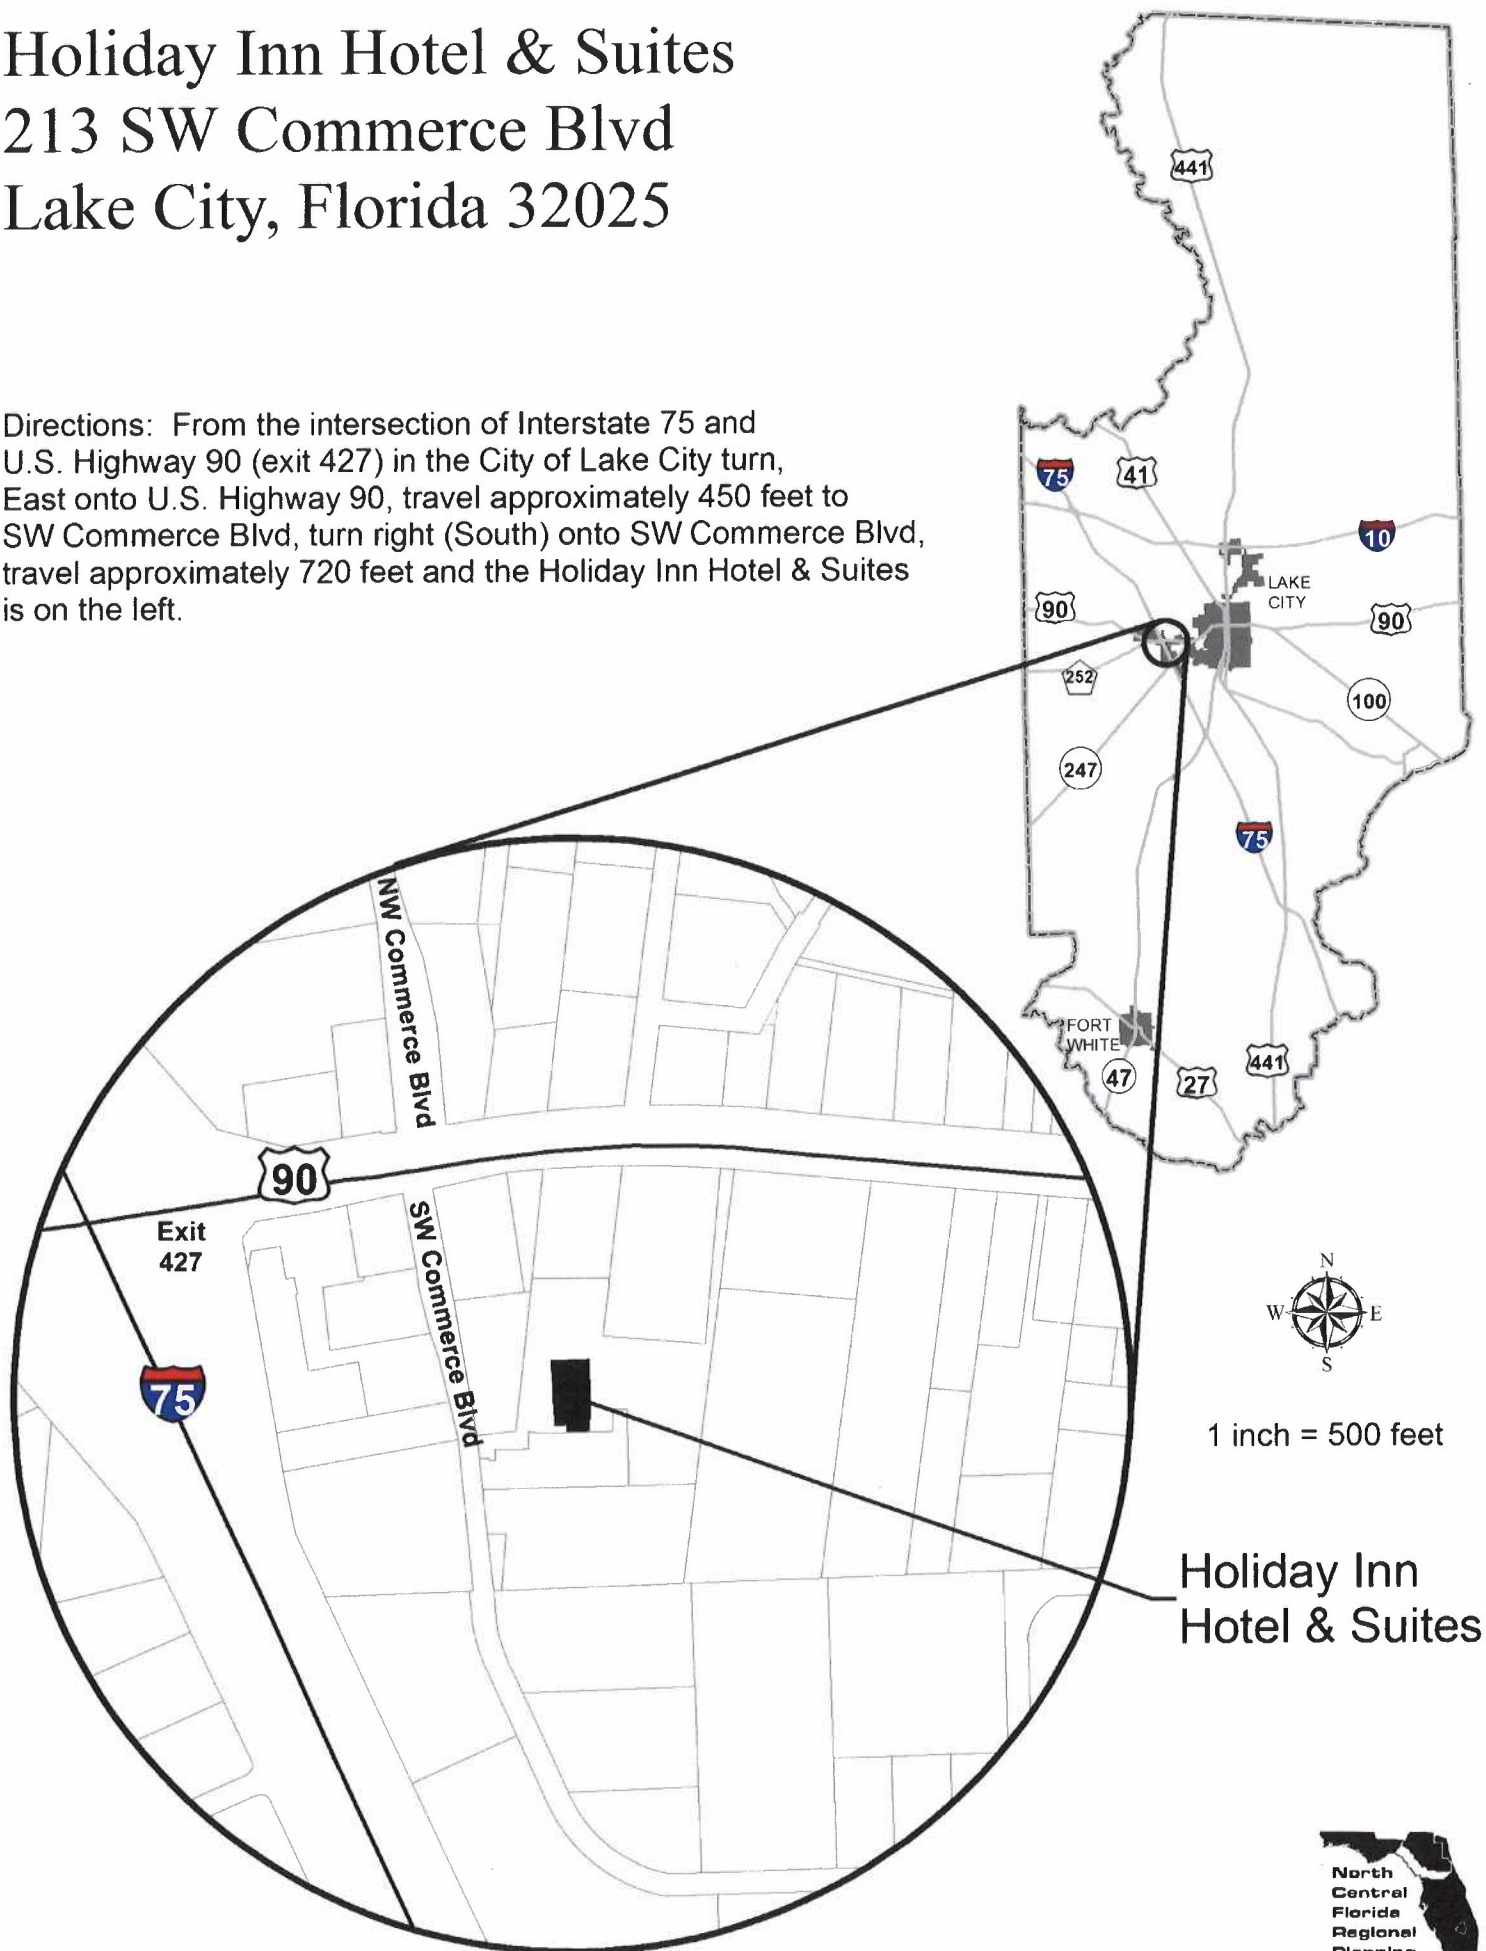 Holiday Inn Hotel & Suites
213 SW Commerce Blvd
Lake City, Florida 32025
Directions: From the intersection of Interstate 75 and
U.S. Highway 90 (exit 427) in the City of Lake City turn,
East onto U.S. Highway 90, travel approximately 450 feet to
SW Commerce Blvd, turn right (South) onto SW Commerce Blvd,
travel approximately 720 feet and the Holiday Inn Hotel & Suites
is on the left.
441
75
41
10
LAKE
CITY
90
90
252
100
247
75
FORT
WHITE
47
27
441
NW Commerce Blvd
90
Exit
427
SW Commerce Blvd
75
N
W
E
S
1 inch = 500 feet
Holiday Inn
Hotel & Suites
North
Central
Florida
Regional